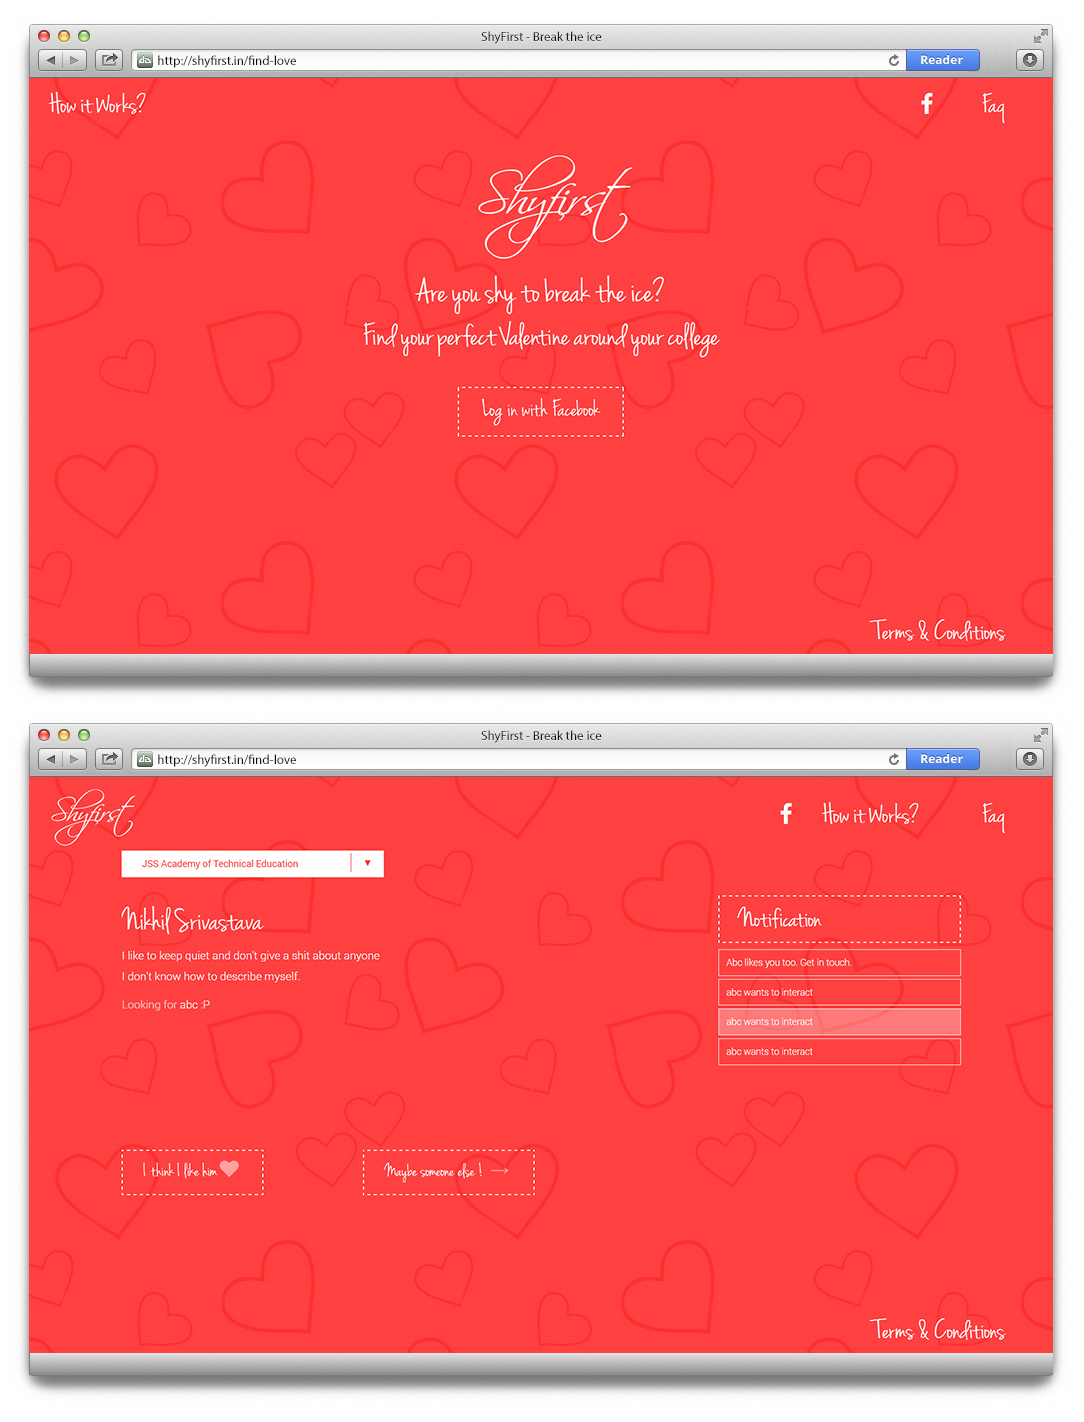 ShyFirst - Break the ice
http://shyfirst.in/find-love
Reader
How it Works?
Faq
Shyfirst
Are you shy to break the ice?
Find your perfect Valentine around your college
Log in with Facebook
Terms & Conditions
ShyFirst - Break the ice
http://shyfirst.in/find-love
Reader
Shyfirst
How it Works?
Faq
JSS Academy of Technical Education
Nikhil Srivastava
I like to keep quiet and don't give a shit about anyone
I don't know how to describe myself.
Looking for abc :P
Notification
Abc likes you too. Get in touch.
abc wants to interact
abc wants to interact
abc wants to interact
I think I like him
Maybe someone else !
Terms & Conditions